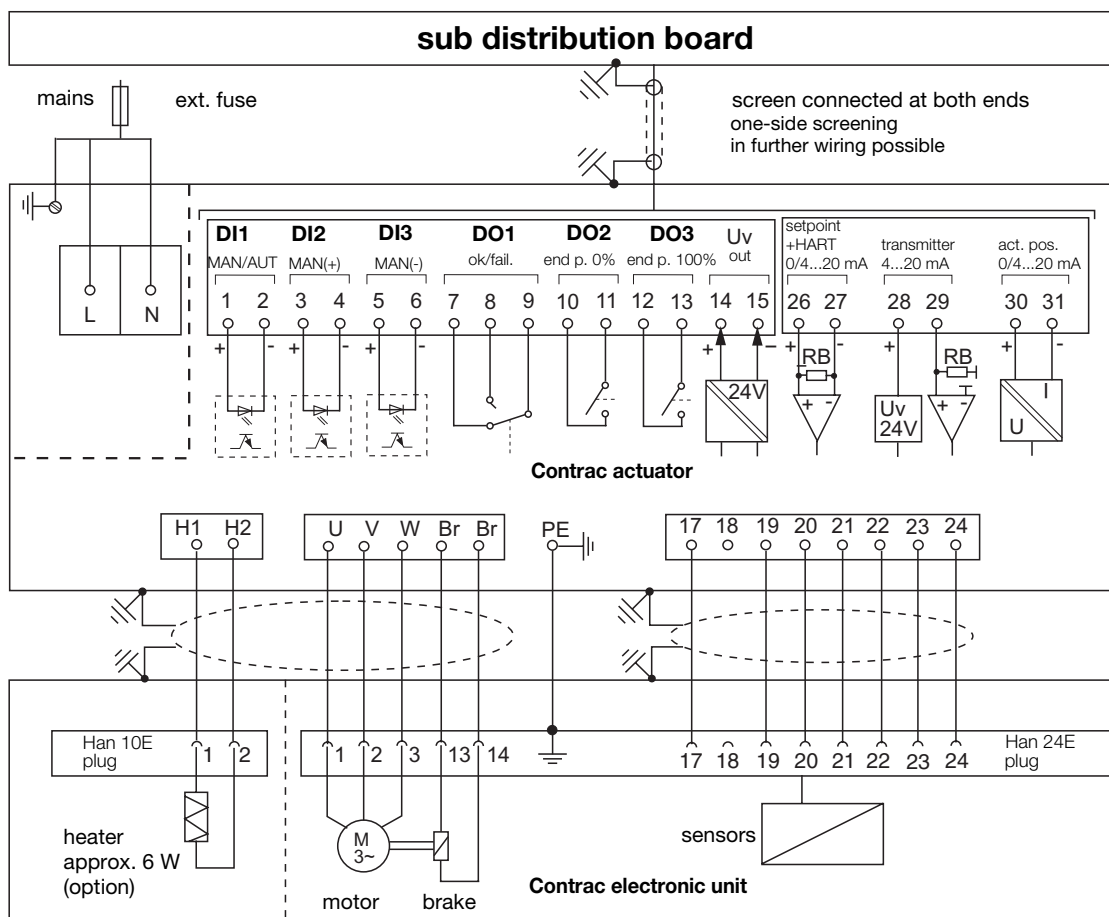 sub distribution board
mains
ext. fuse
screen connected at both ends
one-side screening
in further wiring possible
L N
DI1 DI2 DI3 DO1 DO2 DO3 Uv
out
MAN/AUT MAN(+) MAN(-) ok/fail. end p. 0% end p. 100%
setpoint
+HART
0/4...20 mA
transmitter
4...20 mA
act. pos.
0/4...20 mA
1 2 3 4 5 6 7 8 9 10 11 12 13 14 15 26 27 28 29 30 31
+ - + - + - + - + - + + -
RB RB
24V
+ - + -
Uv
24V
I
U
Contrac actuator
H1 H2
U V W Br Br
PE
17 18 19 20 21 22 23 24
Han 10E
plug
1 2
1 2 3 13 14
17 18 19 20 21 22 23 24
Han 24E
plug
heater
approx. 6 W
(option)
M
3~
motor
brake
sensors
Contrac electronic unit